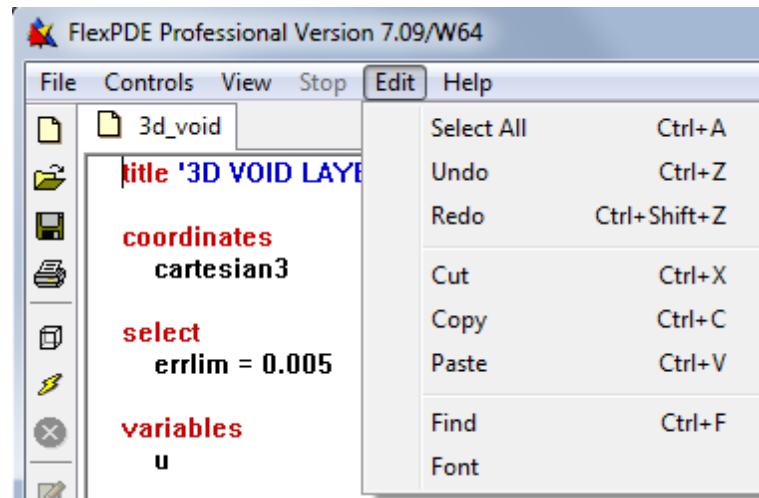 FlexPDE Professional Version 7.09/W64
File Controls View Stop Edit Help
3d_void
Select All Ctrl+A
title '3D VOID LAYE
Undo Ctrl+Z
Redo Ctrl+Shift+Z
coordinates
cartesian3
Cut Ctrl+X
Copy Ctrl+C
select
errlim = 0.005
Paste Ctrl+V
variables
Find Ctrl+F
u
Font